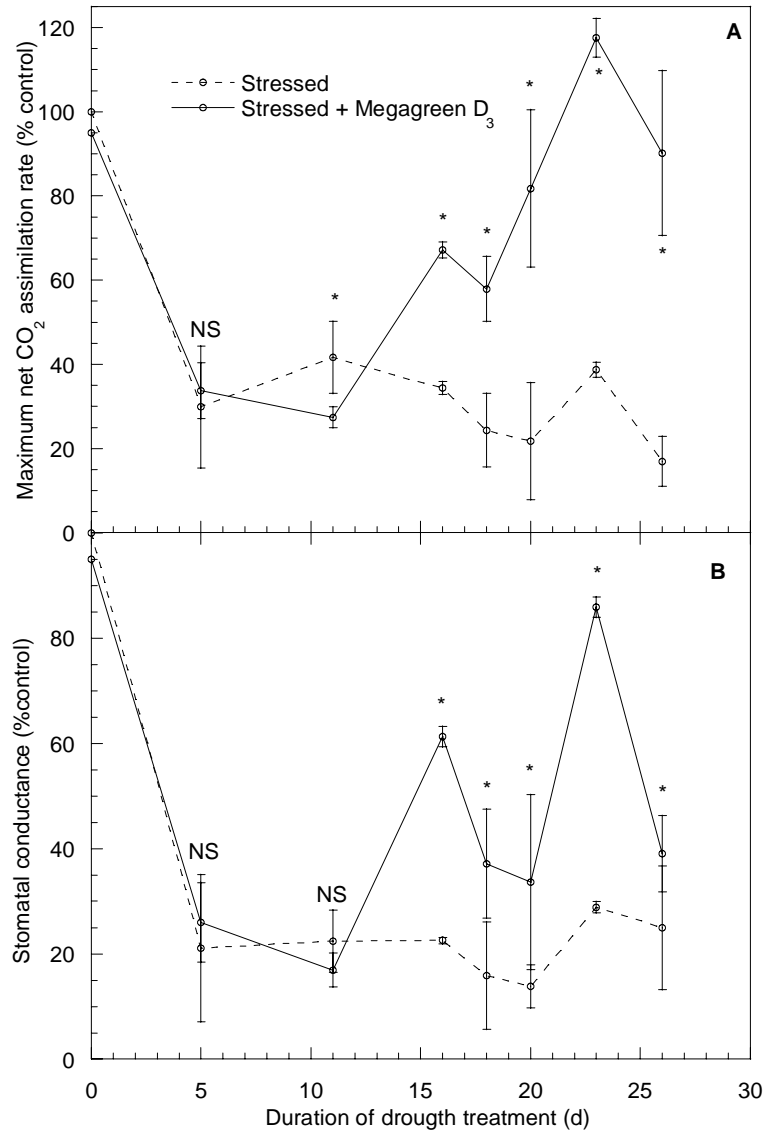 120
A
Stressed
Stressed + Megagreen D3
100
80
60
40
20
0
Maximum net CO2 assimilation rate (% control)
*
*
*
*
*
*
NS
B
80
60
40
20
0
Stomatal conductance (%control)
*
*
*
*
*
NS
NS
0 5 10 15 20 25 30
Duration of drougth treatment (d)